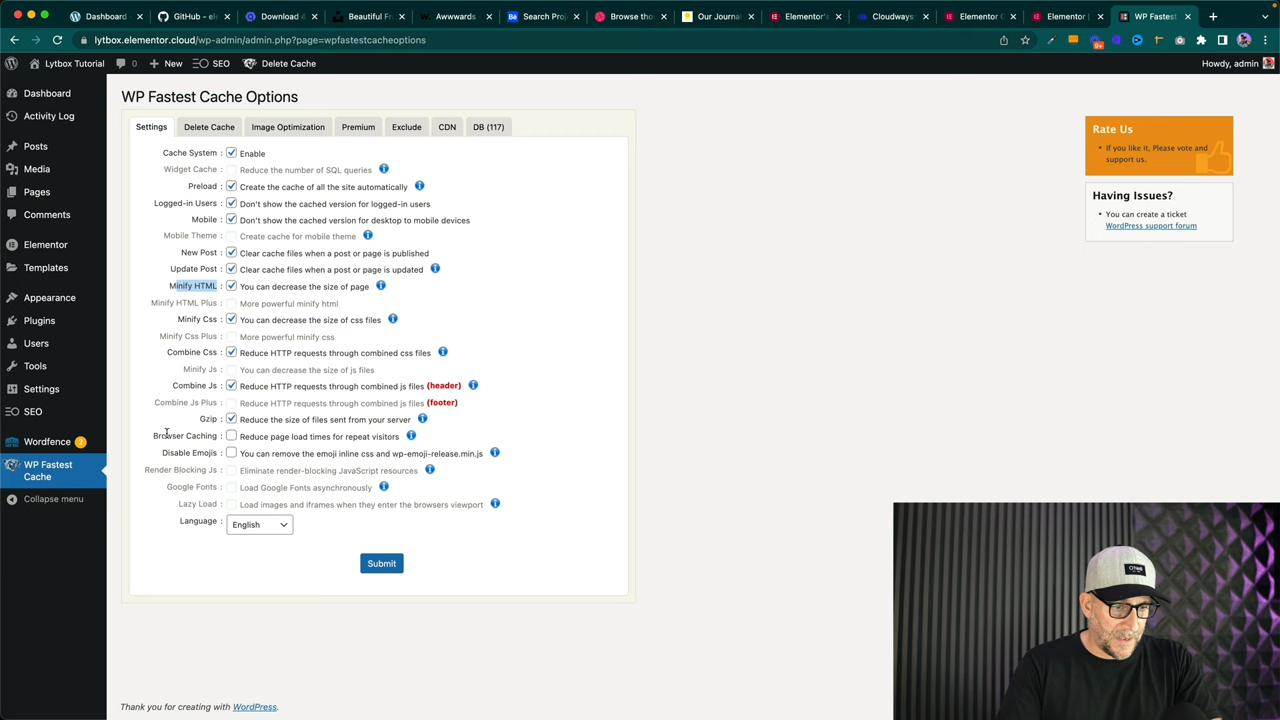 Dashboard
GitHub - ele
Download 4
Beautiful Fr
Awwwards
Search Proj
Browse thou
Our Journal
Elementor's
Cloudways
Elementor C
Elementor
WP Fastest
lytbox.elementor.cloud/wp-admin/admin.php?page=wpfastestcacheoptions
9+
Lytbox Tutorial
0
New
SEO
Delete Cache
Howdy, admin
Dashboard
Activity Log
Posts
Media
Pages
Comments
Elementor
Templates
Appearance
Plugins
Users
Tools
Settings
SEO
Wordfence 2
WP Fastest
Cache
Collapse menu
WP Fastest Cache Options
Settings
Delete Cache
Image Optimization
Premium
Exclude
CDN
DB (117)
Cache System : Enable
Widget Cache : Reduce the number of SQL queries
Preload : Create the cache of all the site automatically
Logged-in Users : Don't show the cached version for logged-in users
Mobile : Don't show the cached version for desktop to mobile devices
Mobile Theme : Create cache for mobile theme
New Post : Clear cache files when a post or page is published
Update Post : Clear cache files when a post or page is updated
Minify HTML : You can decrease the size of page
Minify HTML Plus : More powerful minify html
Minify Css : You can decrease the size of css files
Minify Css Plus : More powerful minify css
Combine Css : Reduce HTTP requests through combined css files
Minify Js : You can decrease the size of js files
Combine Js : Reduce HTTP requests through combined js files (header)
Combine Js Plus : Reduce HTTP requests through combined js files (footer)
Gzip : Reduce the size of files sent from your server
Browser Caching : Reduce page load times for repeat visitors
Disable Emojis : You can remove the emoji inline css and wp-emoji-release.min.js
Render Blocking Js : Eliminate render-blocking JavaScript resources
Google Fonts : Load Google Fonts asynchronously
Lazy Load : Load images and iframes when they enter the browsers viewport
Language : English
Submit
Rate Us
• If you like it, Please vote and
support us.
Having Issues?
• You can create a ticket
WordPress support forum
O'Neill
Thank you for creating with WordPress.